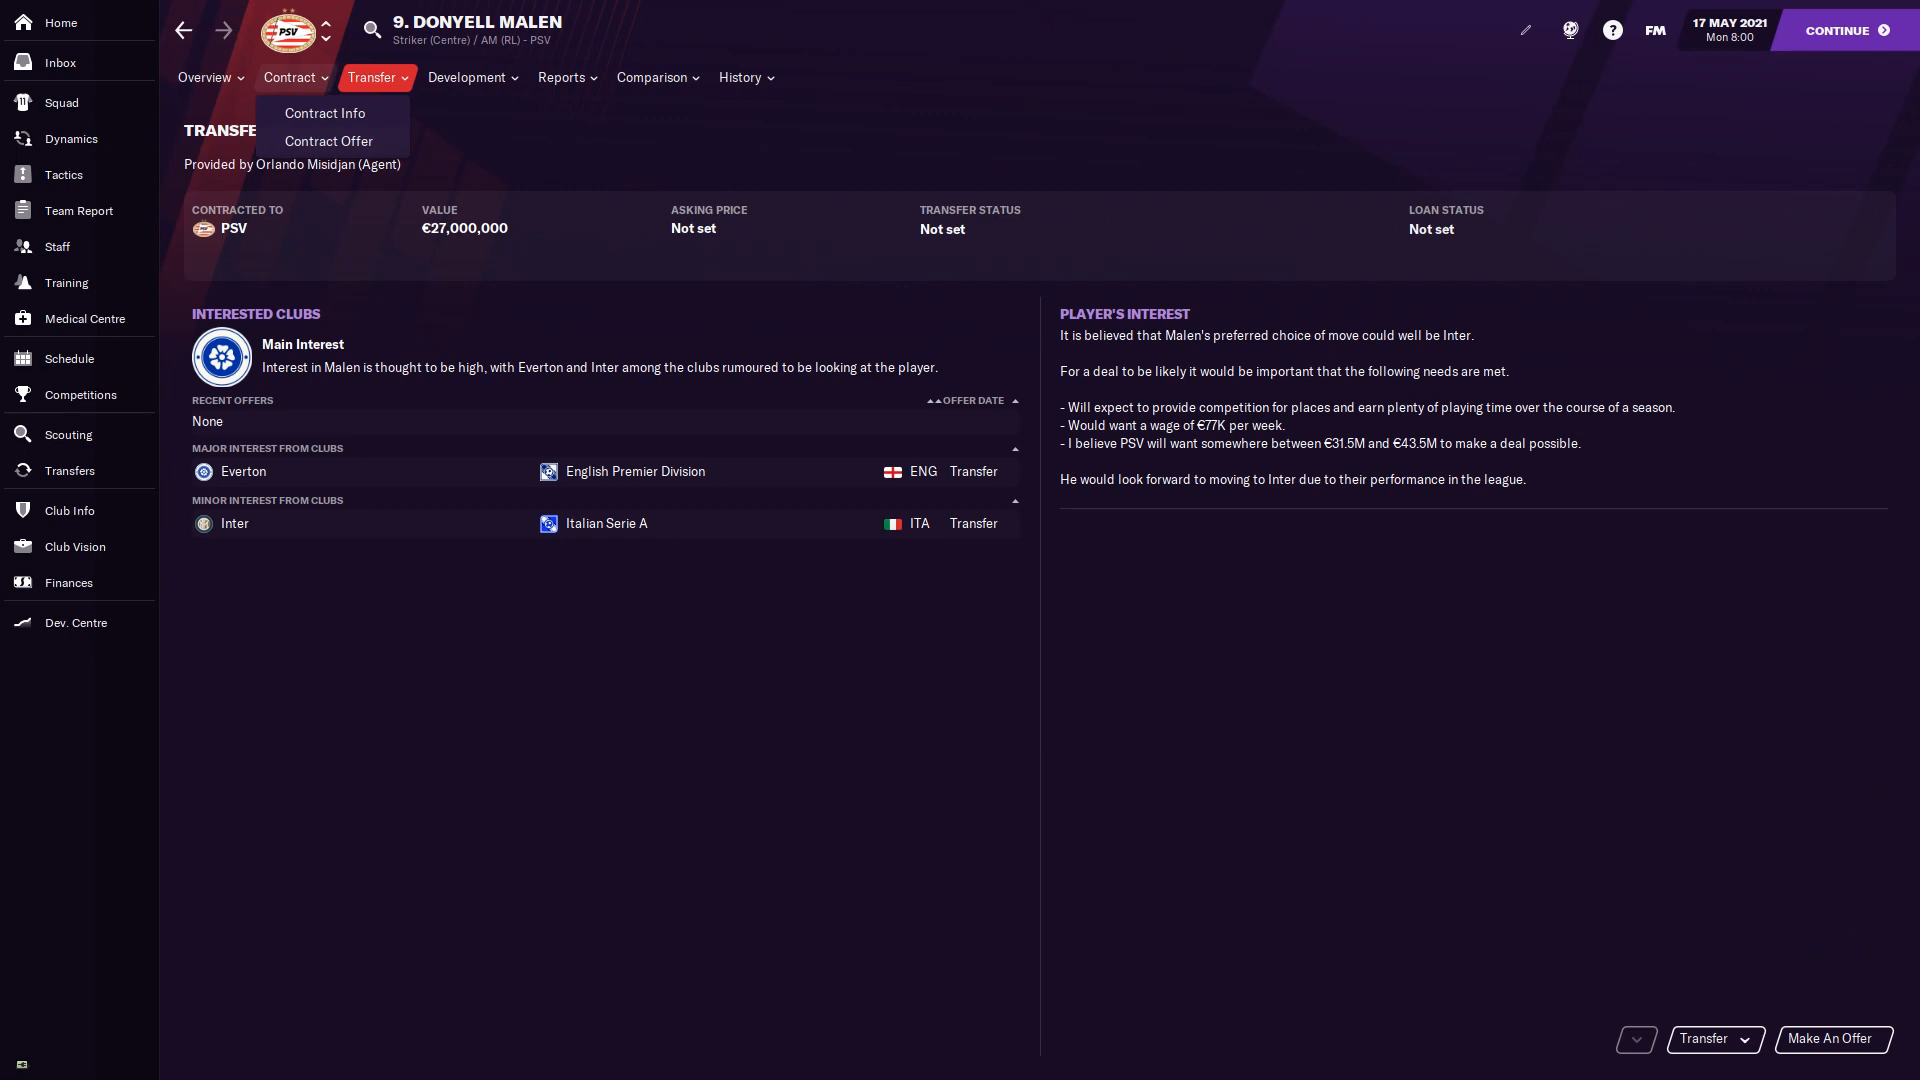 Home
Inbox
Squad
Dynamics
Tactics
Team Report
Staff
Training
Medical Centre
Schedule
Competitions
Scouting
Transfers
Club Info
Club Vision
Finances
Dev. Centre
PSV
9. DONYELL MALEN
Striker (Centre) / AM (RL) - PSV
?
FM
17 MAY 2021
Mon 8:00
CONTINUE
Overview
Contract
Transfer
Development
Reports
Comparison
History
Contract Info
Contract Offer
TRANSFE
Provided by Orlando Misidjan (Agent)
CONTRACTED TO
PSV
VALUE
€27,000,000
ASKING PRICE
Not set
TRANSFER STATUS
Not set
LOAN STATUS
Not set
INTERESTED CLUBS
Main Interest
Interest in Malen is thought to be high, with Everton and Inter among the clubs rumoured to be looking at the player.
RECENT OFFERS OFFER DATE
None
MAJOR INTEREST FROM CLUBS
Everton English Premier Division ENG Transfer
MINOR INTEREST FROM CLUBS
Inter Italian Serie A ITA Transfer
PLAYER'S INTEREST
It is believed that Malen's preferred choice of move could well be Inter.
For a deal to be likely it would be important that the following needs are met.
- Will expect to provide competition for places and earn plenty of playing time over the course of a season.
- Would want a wage of €77K per week.
- I believe PSV will want somewhere between €31.5M and €43.5M to make a deal possible.
He would look forward to moving to Inter due to their performance in the league.
Transfer
Make An Offer